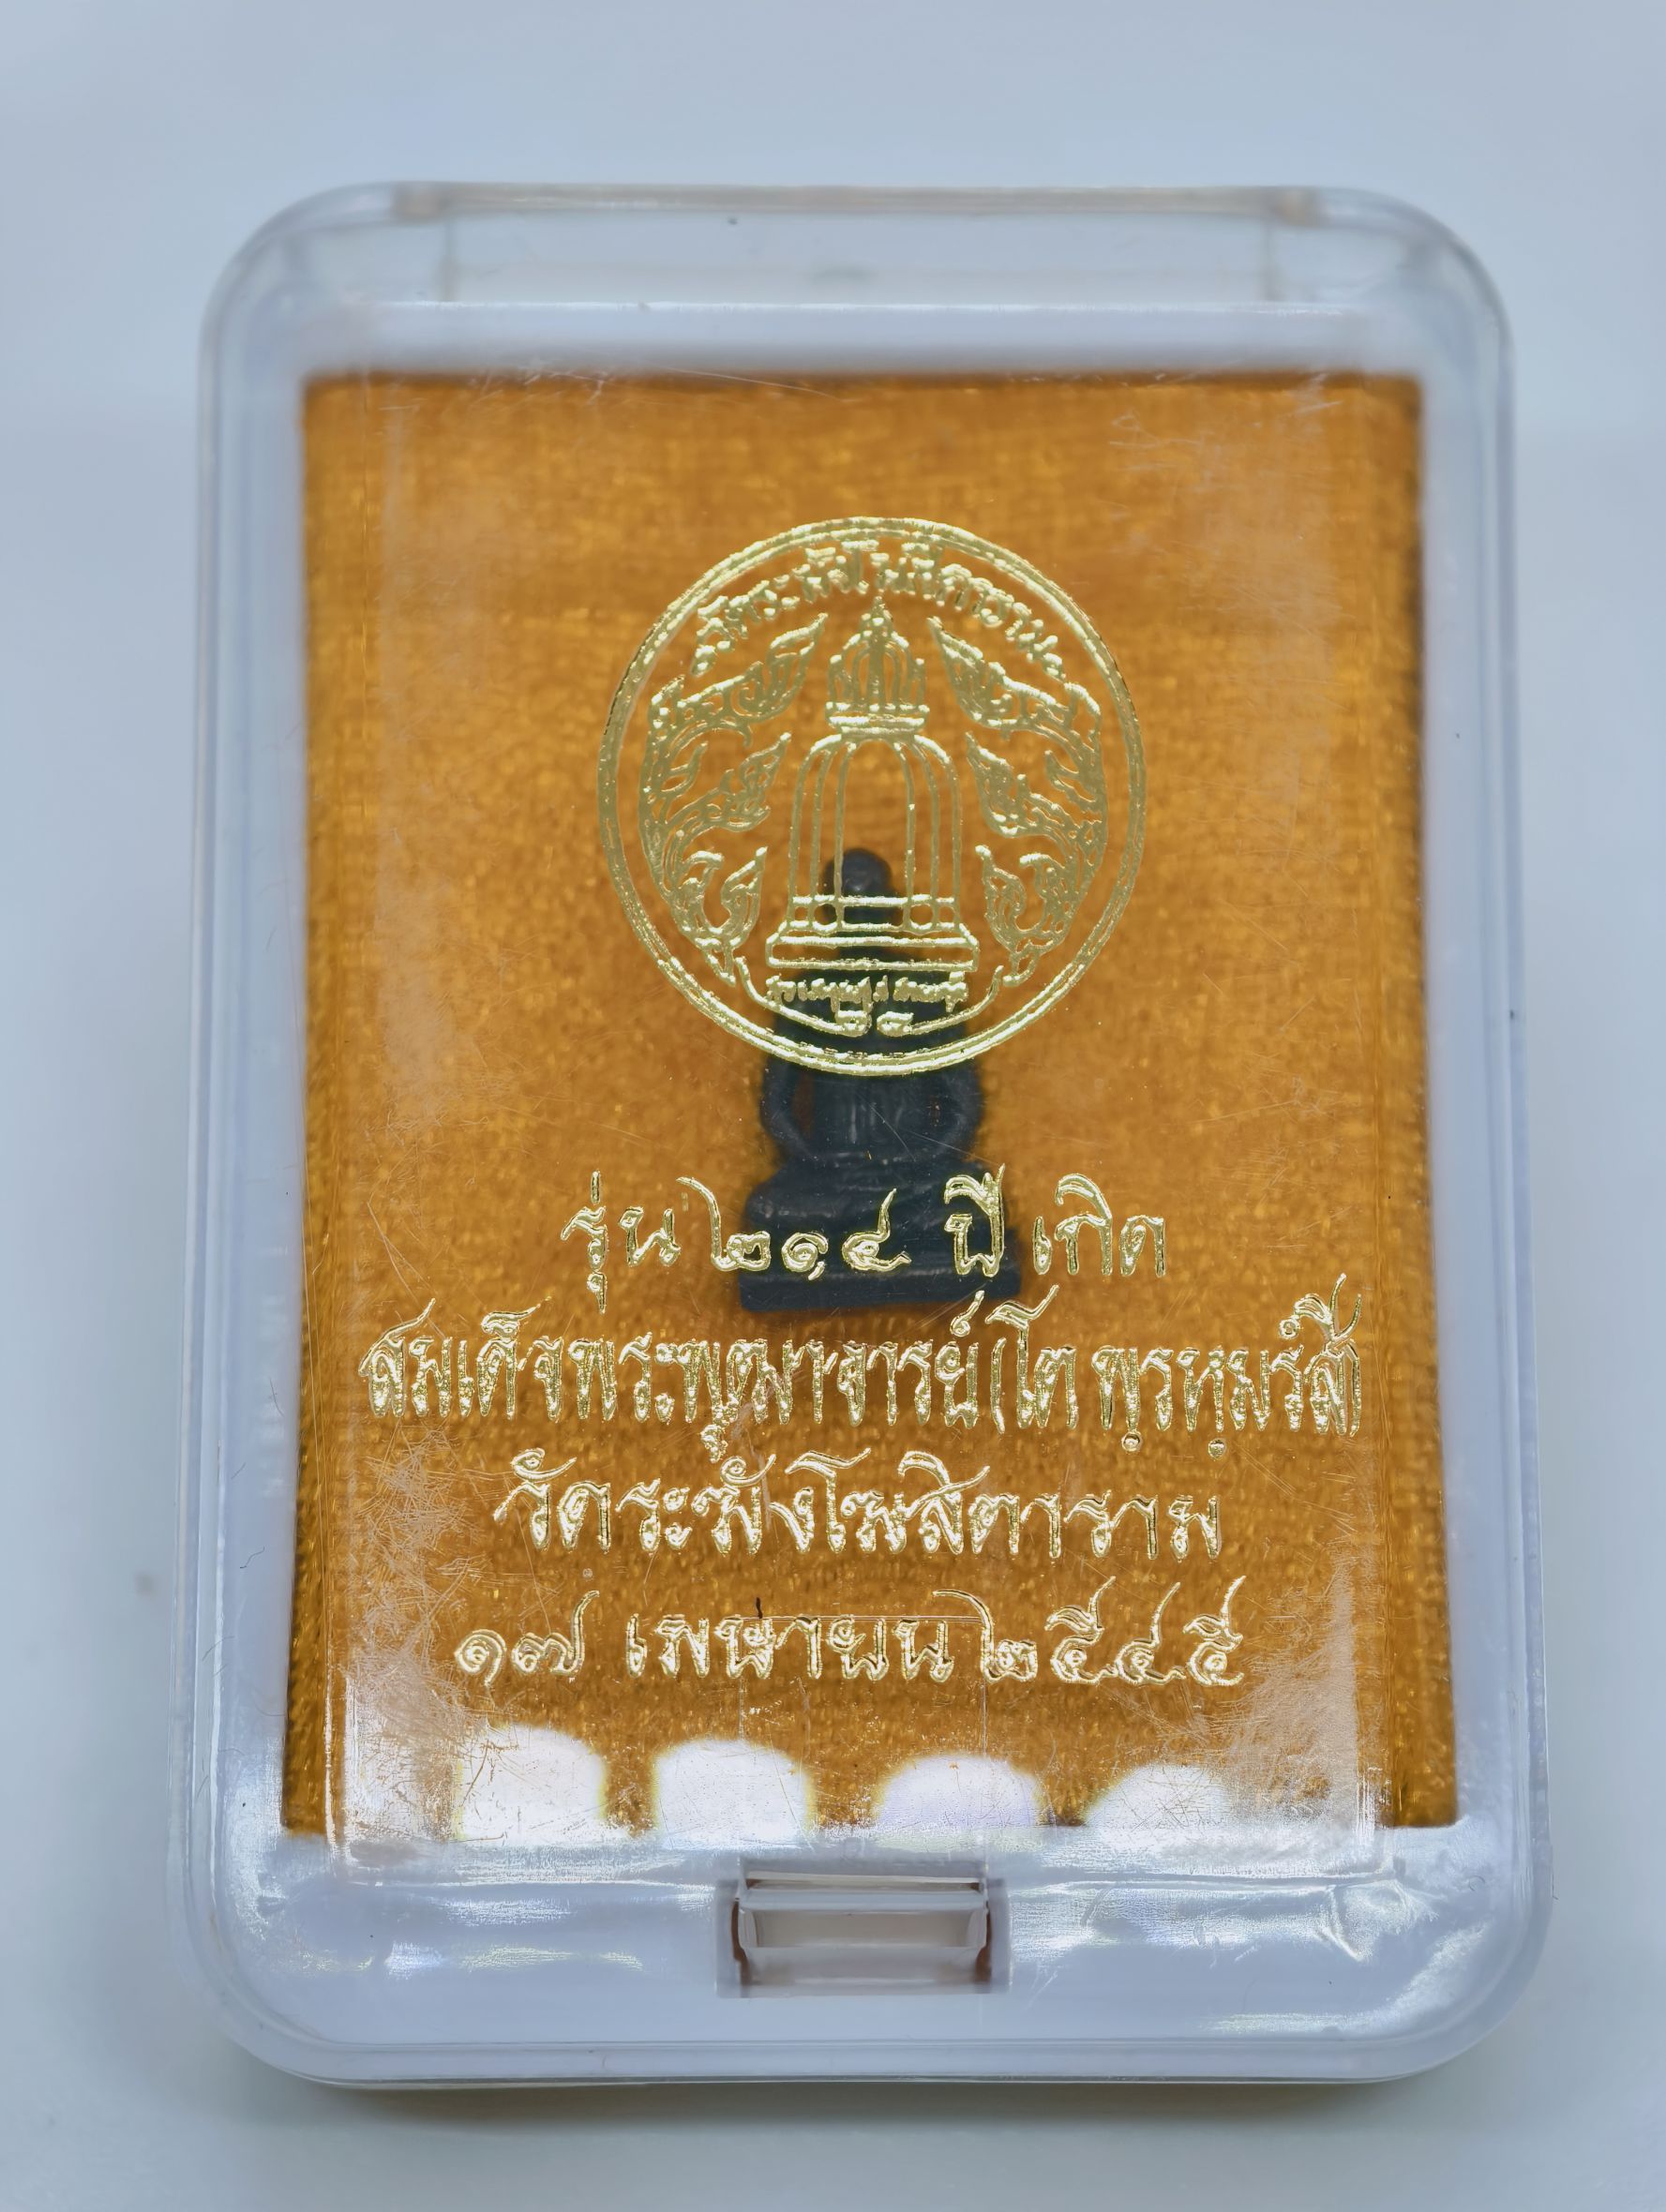 รุ่น ๒๑๔ ปี เกิด
สมเด็จพระพุฒาจารย์ (โต พฺรหฺมรํสี)
วัดระฆังโฆสิตาราม
๑๗ เมษายน ๒๕๔๕